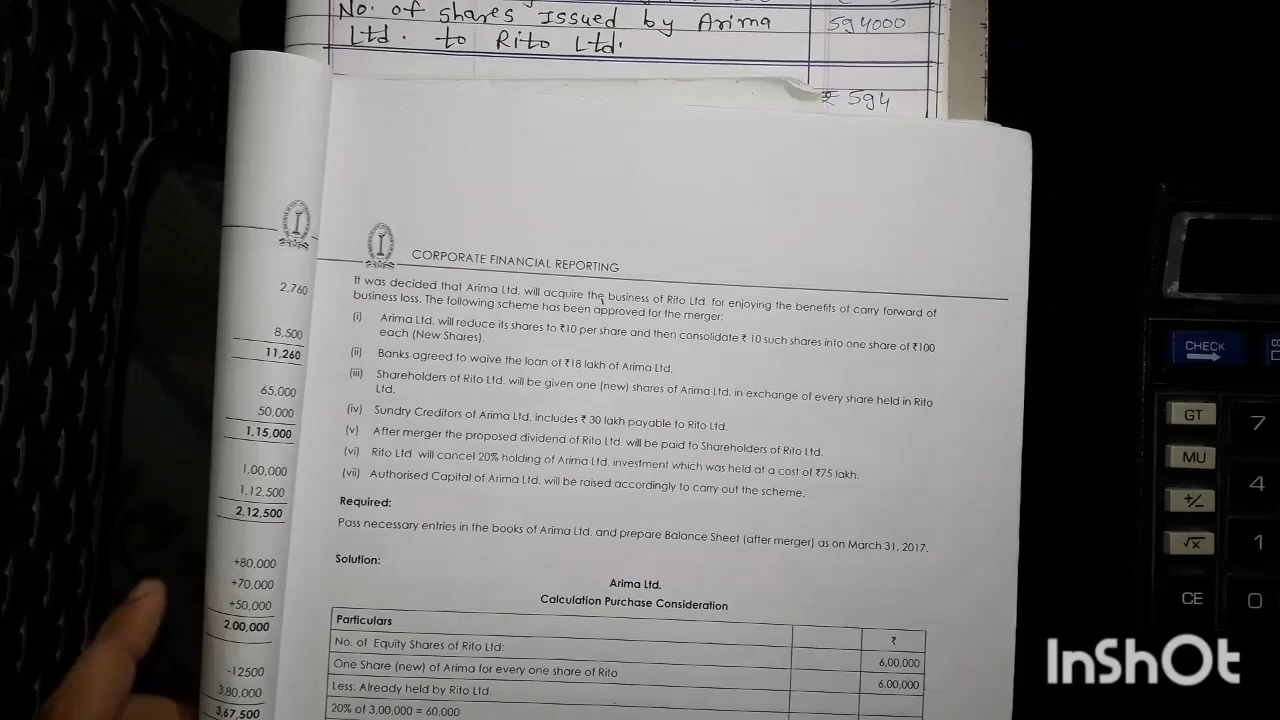 No. of shares Issued by Arima 594000
Ltd. to Rito Ltd.
₹ 594
CORPORATE FINANCIAL REPORTING
It was decided that Arima Ltd. will acquire the business of Rito Ltd. for enjoying the benefits of carry forward of
business loss. The following scheme has been approved for the merger:
(i) Arima Ltd. will reduce its shares to ₹10 per share and then consolidate ₹ 10 such shares into one share of ₹100
each (New Shares).
(ii) Banks agreed to waive the loan of ₹18 lakh of Arima Ltd.
(iii) Shareholders of Rito Ltd. will be given one (new) shares of Arima Ltd. in exchange of every share held in Rito
Ltd.
(iv) Sundry Creditors of Arima Ltd. includes ₹ 30 lakh payable to Rito Ltd.
(v) After merger the proposed dividend of Rito Ltd. will be paid to Shareholders of Rito Ltd.
(vi) Rito Ltd. will cancel 20% holding of Arima Ltd. investment which was held at a cost of ₹75 lakh.
(vii) Authorised Capital of Arima Ltd. will be raised accordingly to carry out the scheme.
Required:
Pass necessary entries in the books of Arima Ltd. and prepare Balance Sheet (after merger) as on March 31, 2017.
Solution:
Arima Ltd.
Calculation Purchase Consideration
Particulars ₹
No. of Equity Shares of Rito Ltd: 6,00,000
One Share (new) of Arima for every one share of Rito 6,00,000
Less: Already held by Rito Ltd.
20% of 3,00,000 = 60,000
2,760
8,500
11,260
65,000
50,000
1,15,000
1,00,000
1,12,500
2,12,500
+80,000
+70,000
+50,000
2,00,000
-12500
3,80,000
3,67,500
CHECK
GT 7
MU 4
+/-
√x 1
CE 0
InShOt